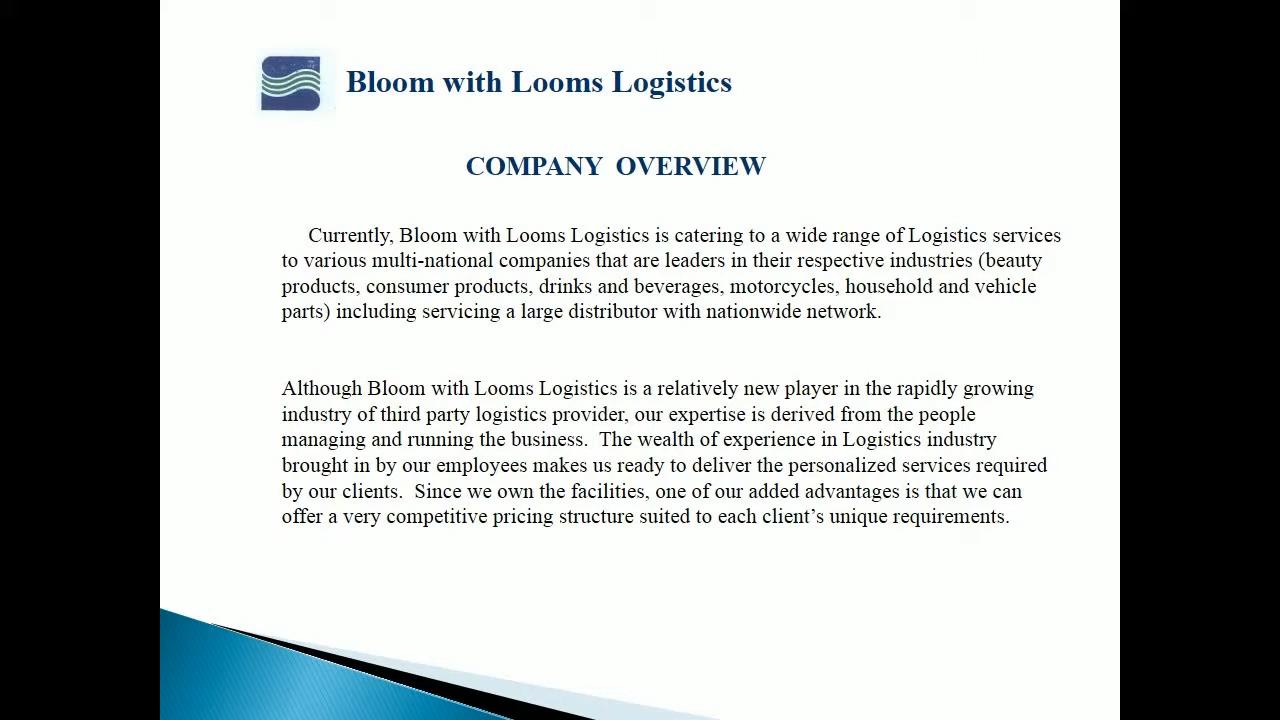 Bloom with Looms Logistics
COMPANY OVERVIEW
Currently, Bloom with Looms Logistics is catering to a wide range of Logistics services
to various multi-national companies that are leaders in their respective industries (beauty
products, consumer products, drinks and beverages, motorcycles, household and vehicle
parts) including servicing a large distributor with nationwide network.
Although Bloom with Looms Logistics is a relatively new player in the rapidly growing
industry of third party logistics provider, our expertise is derived from the people
managing and running the business.  The wealth of experience in Logistics industry
brought in by our employees makes us ready to deliver the personalized services required
by our clients.  Since we own the facilities, one of our added advantages is that we can
offer a very competitive pricing structure suited to each client’s unique requirements.